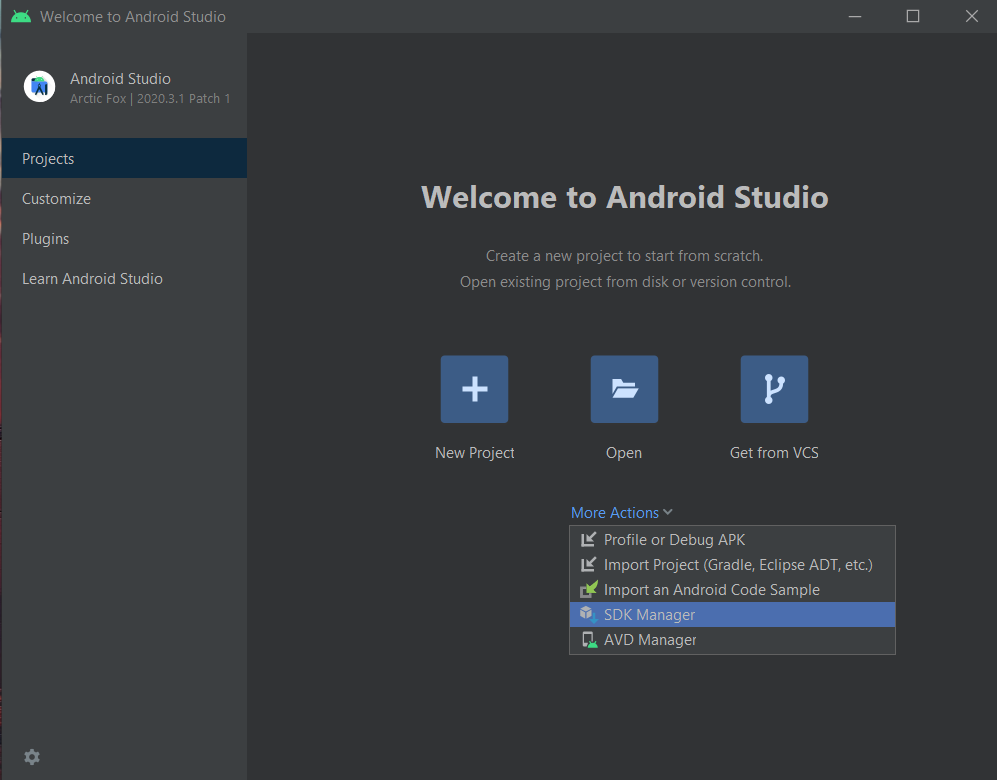 Welcome to Android Studio
Android Studio
Arctic Fox | 2020.3.1 Patch 1
Projects
Customize
Plugins
Learn Android Studio
Welcome to Android Studio
Create a new project to start from scratch.
Open existing project from disk or version control.
New Project
Open
Get from VCS
More Actions
Profile or Debug APK
Import Project (Gradle, Eclipse ADT, etc.)
Import an Android Code Sample
SDK Manager
AVD Manager